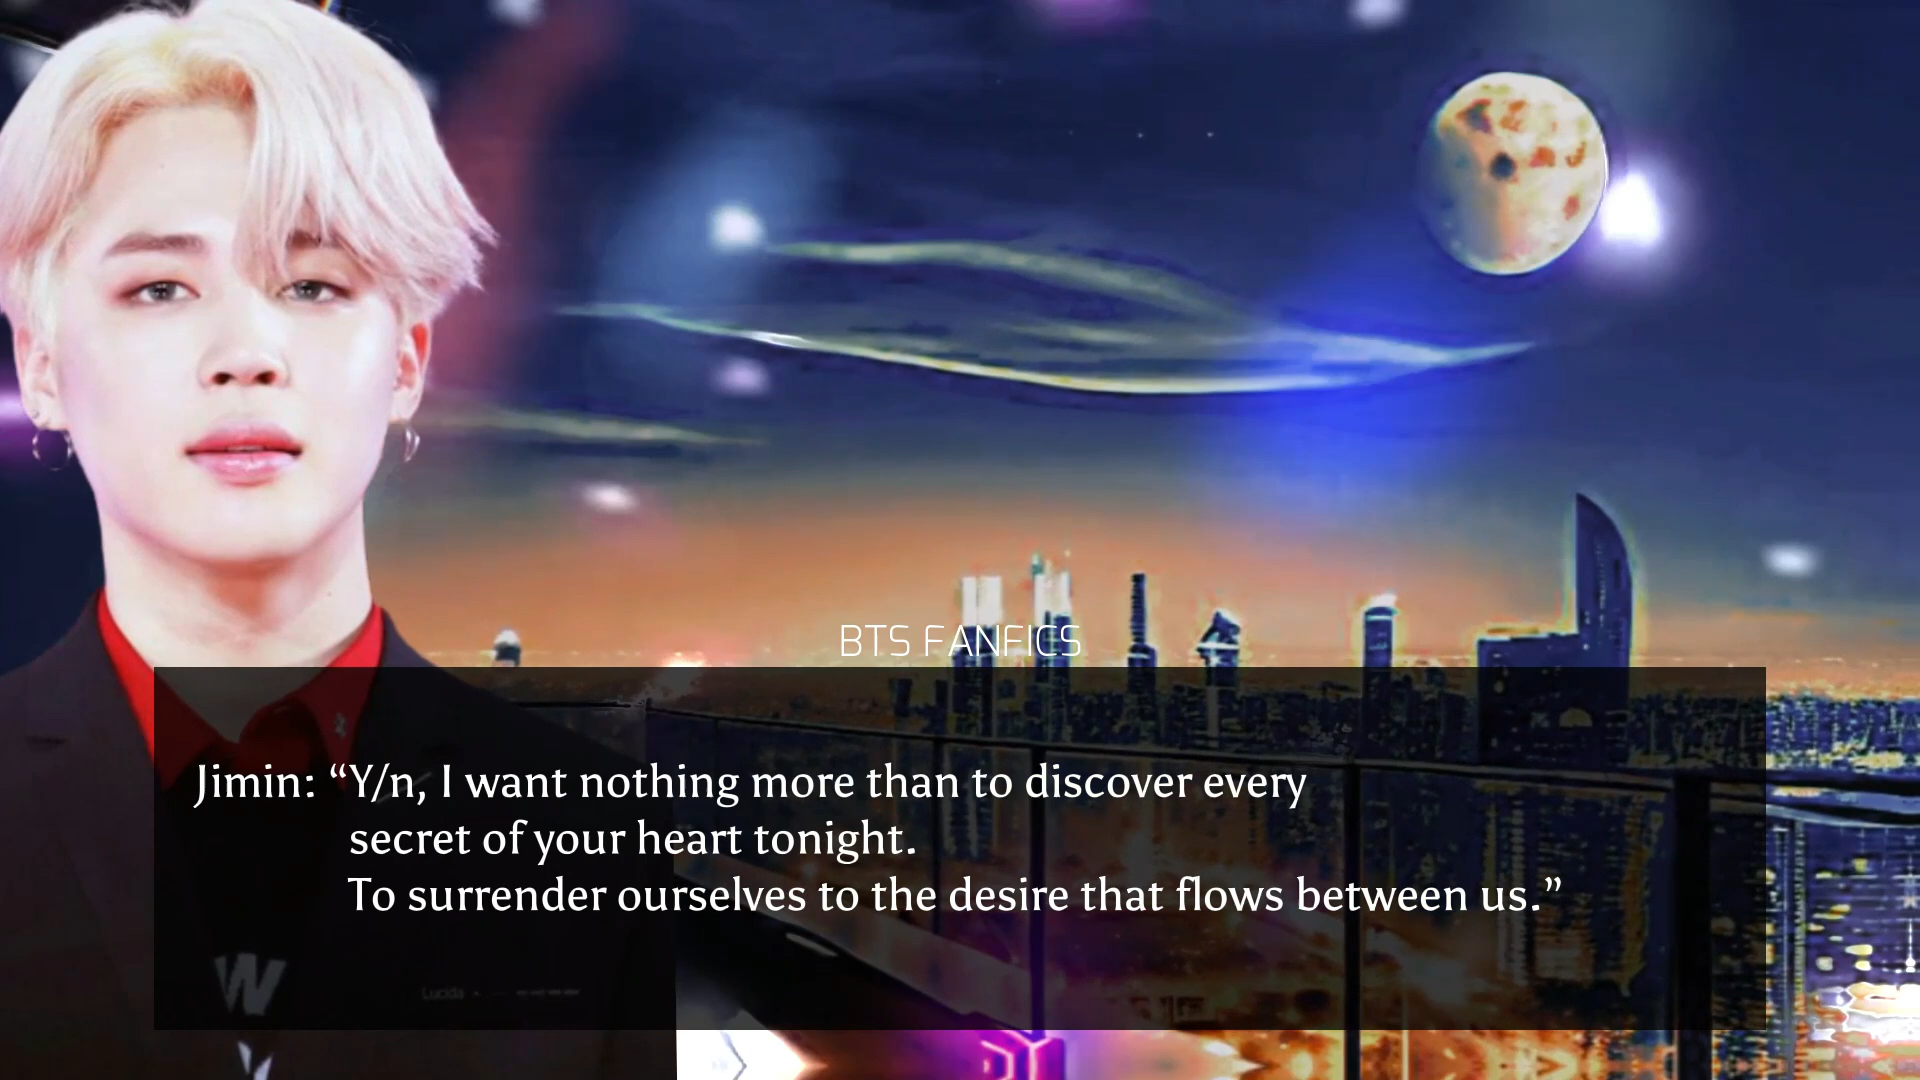 BTS FANFICS
Jimin: “Y/n, I want nothing more than to discover every
secret of your heart tonight.
To surrender ourselves to the desire that flows between us.”
W
Lucida